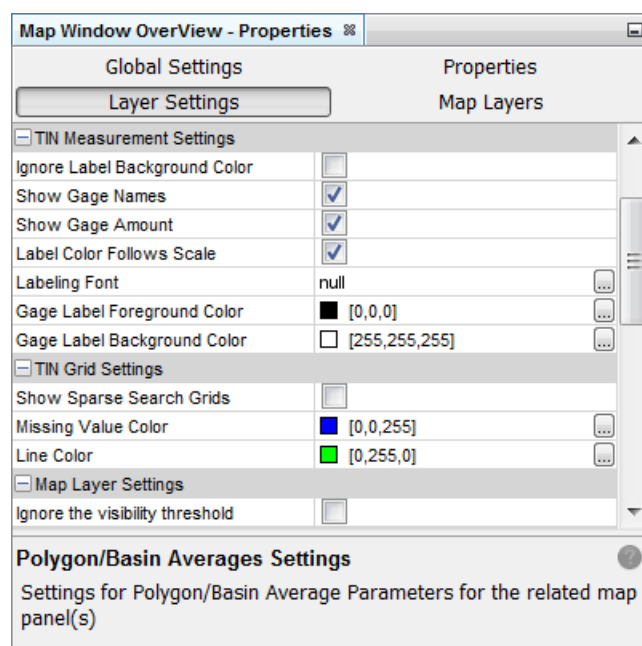 Map Window OverView - Properties
Global Settings Properties
Layer Settings Map Layers
TIN Measurement Settings
Ignore Label Background Color
Show Gage Names
Show Gage Amount
Label Color Follows Scale
Labeling Font null ...
Gage Label Foreground Color [0,0,0] ...
Gage Label Background Color [255,255,255] ...
TIN Grid Settings
Show Sparse Search Grids
Missing Value Color [0,0,255] ...
Line Color [0,255,0] ...
Map Layer Settings
Ignore the visibility threshold
Polygon/Basin Averages Settings ?
Settings for Polygon/Basin Average Parameters for the related map
panel(s)